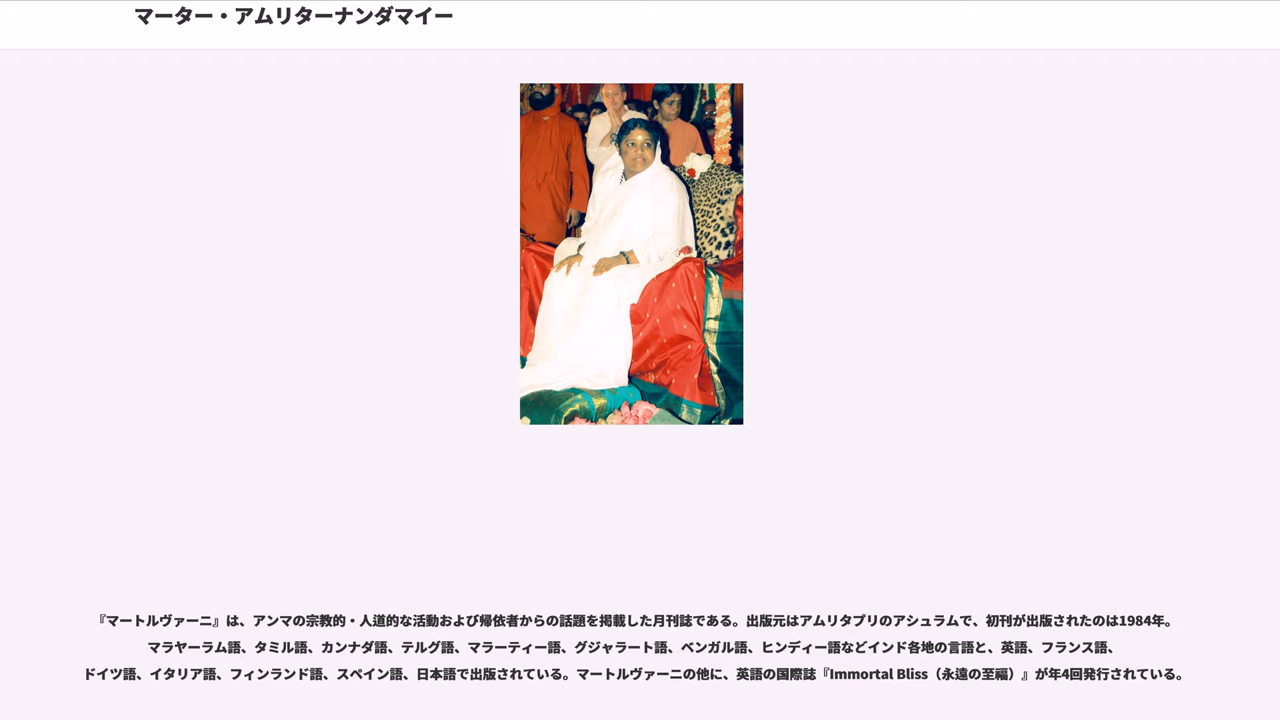 マーター・アムリターナンダマイー
『マートルヴァーニ』は、アンマの宗教的・人道的な活動および帰依者からの話題を掲載した月刊誌である。出版元はアムリタプリのアシュラムで、初刊が出版されたのは1984年。
マラヤーラム語、タミル語、カンナダ語、テルグ語、マラーティー語、グジャラート語、ベンガル語、ヒンディー語などインド各地の言語と、英語、フランス語、
ドイツ語、イタリア語、フィンランド語、スペイン語、日本語で出版されている。マートルヴァーニの他に、英語の国際誌『Immortal Bliss（永遠の至福）』が年4回発行されている。